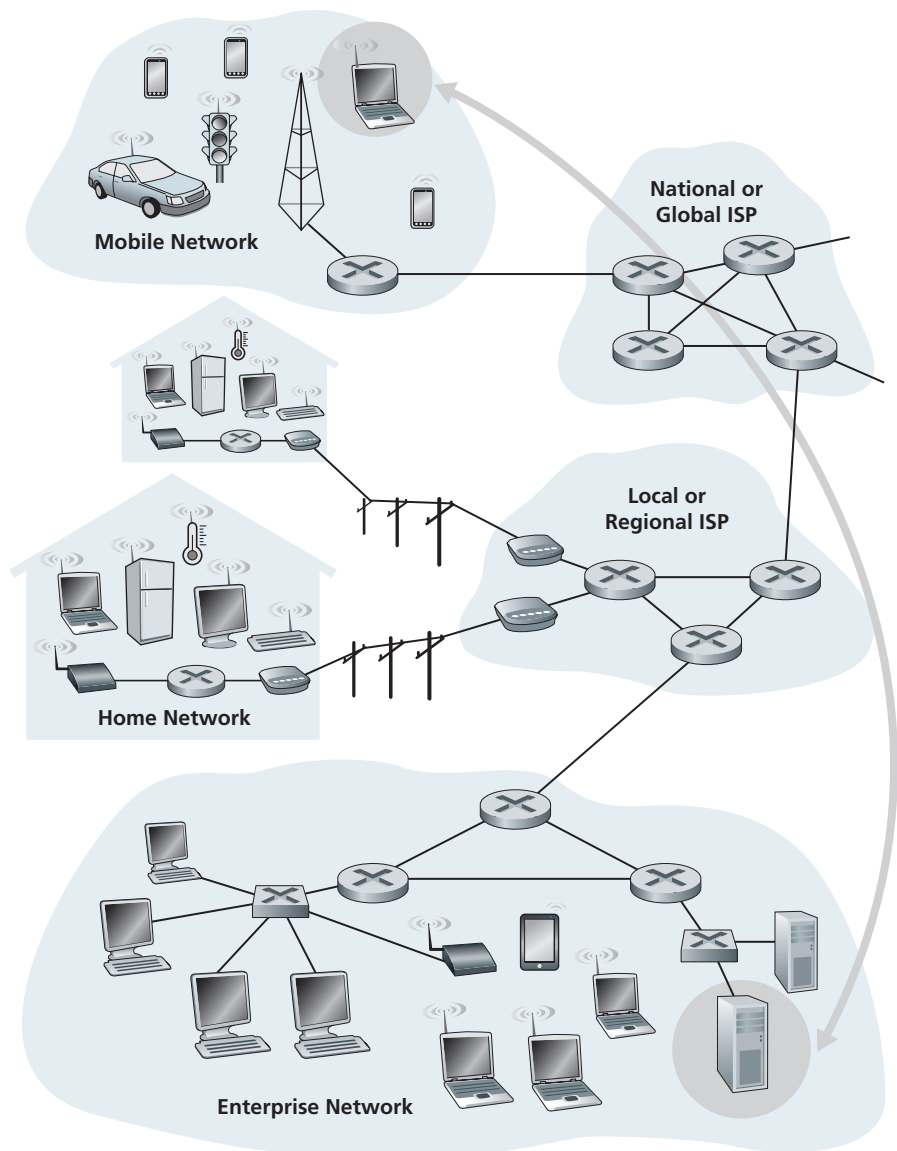 National or
Global ISP
Mobile Network
Local or
Regional ISP
Home Network
Enterprise Network